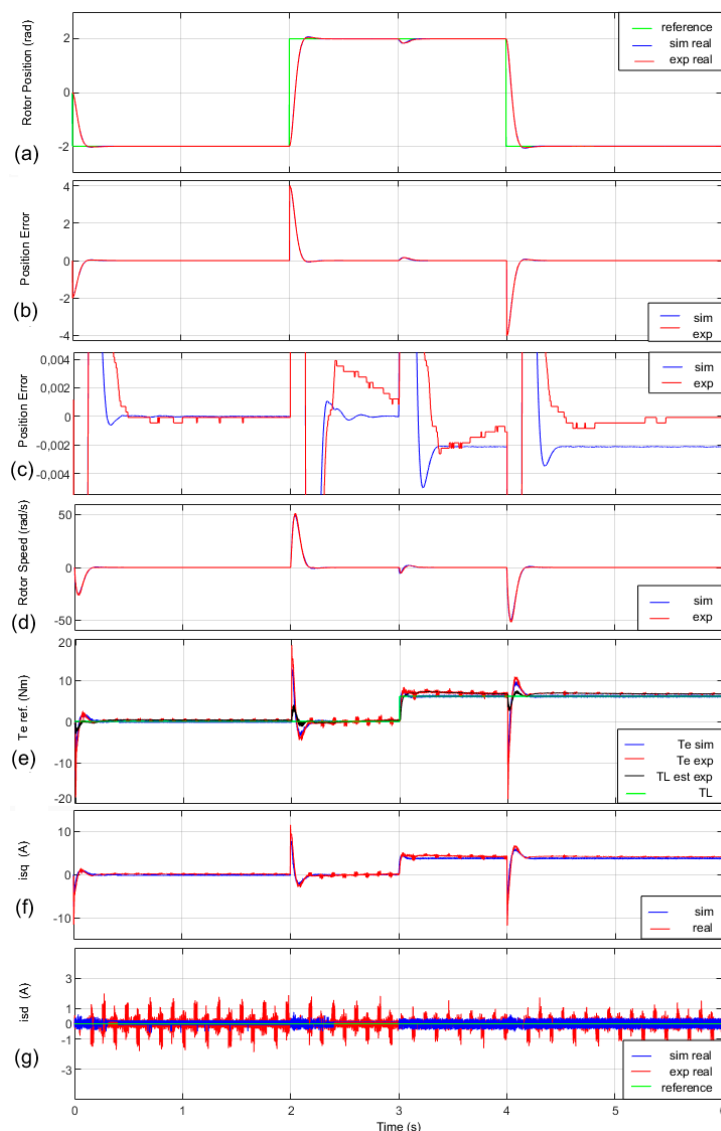 2
0
-2
Rotor Position (rad)
(a)
reference
sim real
exp real
4
2
0
-2
-4
Position Error
(b)
sim
exp
0,004
0,002
0
-0,002
-0,004
Position Error
(c)
sim
exp
50
0
-50
Rotor Speed (rad/s)
(d)
sim
exp
20
10
0
-10
-20
Te ref. (Nm)
(e)
Te sim
Te exp
TL est exp
TL
10
0
-10
isq (A)
(f)
sim
real
3
1
0
-1
-3
isd (A)
(g)
sim real
exp real
reference
0 1 2 3 4 5 6
Time (s)